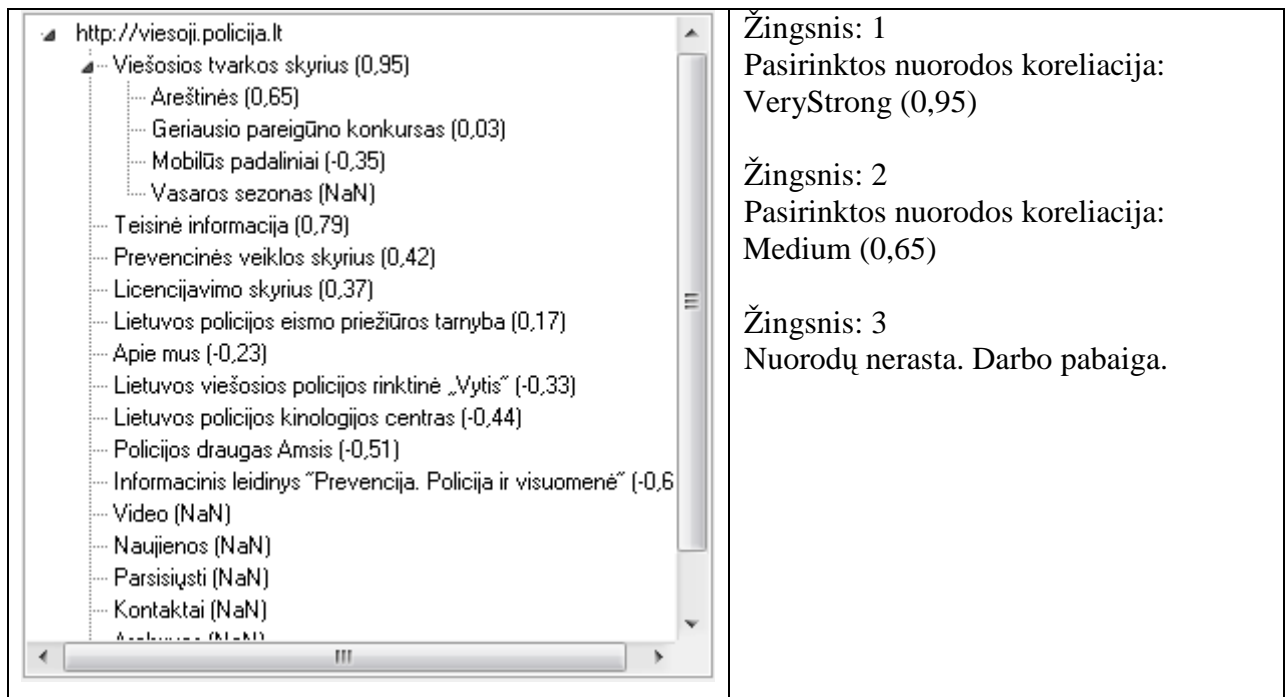 http://viesoji.policija.lt
Viešosios tvarkos skyrius (0,95)
Areštinės (0,65)
Geriausio pareigūno konkursas (0,03)
Mobilūs padaliniai (-0,35)
Vasaros sezonas (NaN)
Teisinė informacija (0,79)
Prevencinės veiklos skyrius (0,42)
Licencijavimo skyrius (0,37)
Lietuvos policijos eismo priežiūros tarnyba (0,17)
Apie mus (-0,23)
Lietuvos viešosios policijos rinktinė „Vytis“ (-0,33)
Lietuvos policijos kinologijos centras (-0,44)
Policijos draugas Amsis (-0,51)
Informacinis leidinys "Prevencija. Policija ir visuomenė" (-0,6
Video (NaN)
Naujienos (NaN)
Parsisiųsti (NaN)
Kontaktai (NaN)
Žingsnis: 1
Pasirinktos nuorodos koreliacija:
VeryStrong (0,95)
Žingsnis: 2
Pasirinktos nuorodos koreliacija:
Medium (0,65)
Žingsnis: 3
Nuorodų nerasta. Darbo pabaiga.